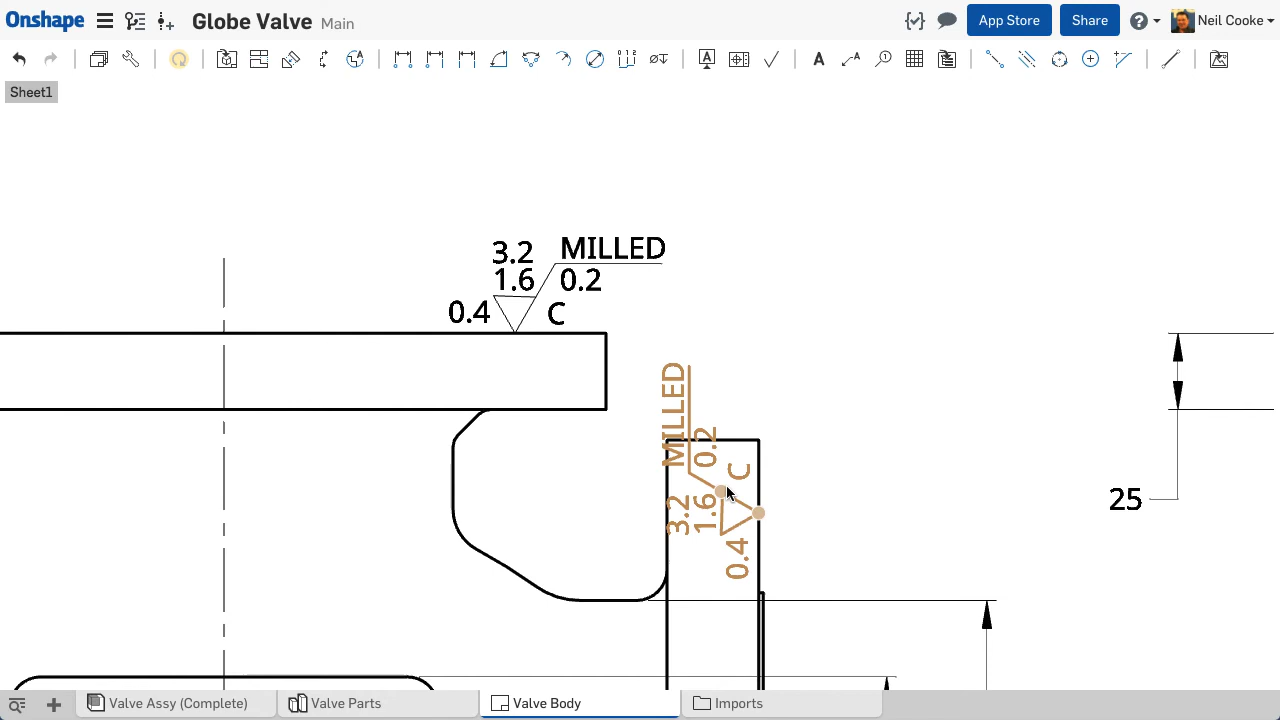 Onshape
Globe Valve Main
App Store
Share
Neil Cooke
Sheet1
3.2
MILLED
1.6
0.2
0.4
C
MILLED
0.2
C
3.2
1.6
0.4
25
Valve Assy (Complete)
Valve Parts
Valve Body
Imports